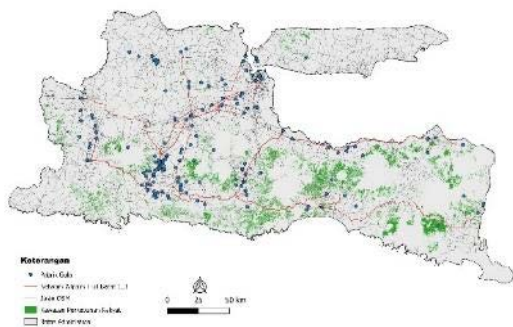 Keterangan
Pabrik Gula
Jalan OSM
Kawasan Perkebunan Rakyat
Batas Administrasi
0 25 50 km